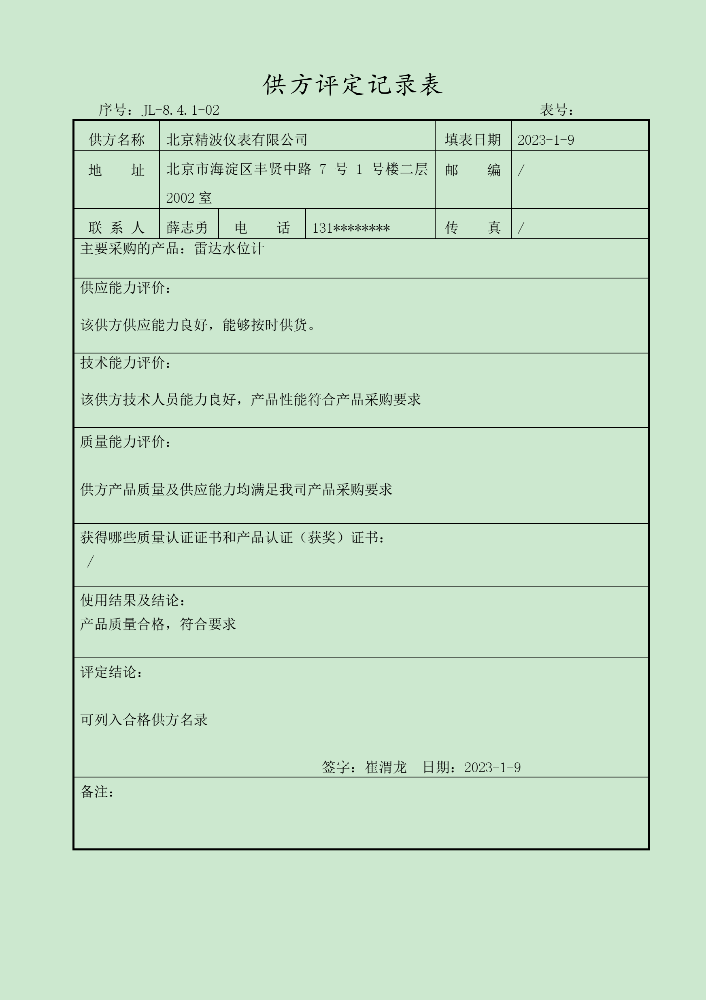 供方评定记录表
序号：JL-8.4.1-02 表号：
供方名称 北京精波仪表有限公司 填表日期 2023-1-9
地 址 北京市海淀区丰贤中路 7 号 1 号楼二层 邮 编 /
2002 室
联 系 人 薛志勇 电 话 131******** 传 真 /
主要采购的产品：雷达水位计
供应能力评价：
该供方供应能力良好，能够按时供货。
技术能力评价：
该供方技术人员能力良好，产品性能符合产品采购要求
质量能力评价：
供方产品质量及供应能力均满足我司产品采购要求
获得哪些质量认证证书和产品认证（获奖）证书：
/
使用结果及结论：
产品质量合格，符合要求
评定结论：
可列入合格供方名录
签字：崔渭龙 日期：2023-1-9
备注：